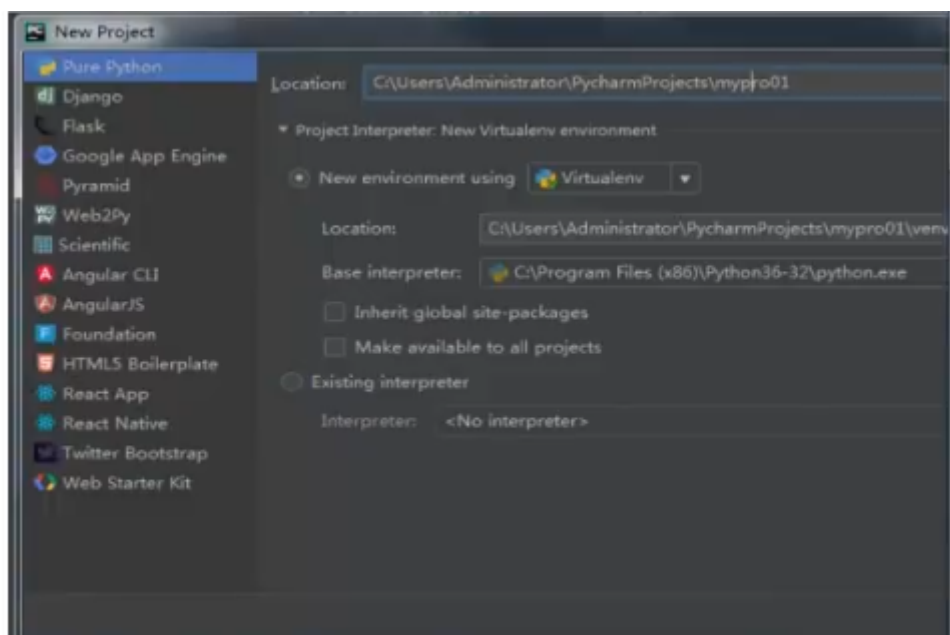 New Project
Pure Python
Django
Flask
Google App Engine
Pyramid
Web2Py
Scientific
Angular CLI
AngularJS
Foundation
HTML5 Boilerplate
React App
React Native
Twitter Bootstrap
Web Starter Kit
Location: C:\Users\Administrator\PycharmProjects\mypro01
Project Interpreter: New Virtualenv environment
New environment using Virtualenv
Location: C:\Users\Administrator\PycharmProjects\mypro01\venv
Base interpreter: C:\Program Files (x86)\Python36-32\python.exe
Inherit global site-packages
Make available to all projects
Existing interpreter
Interpreter: <No interpreter>